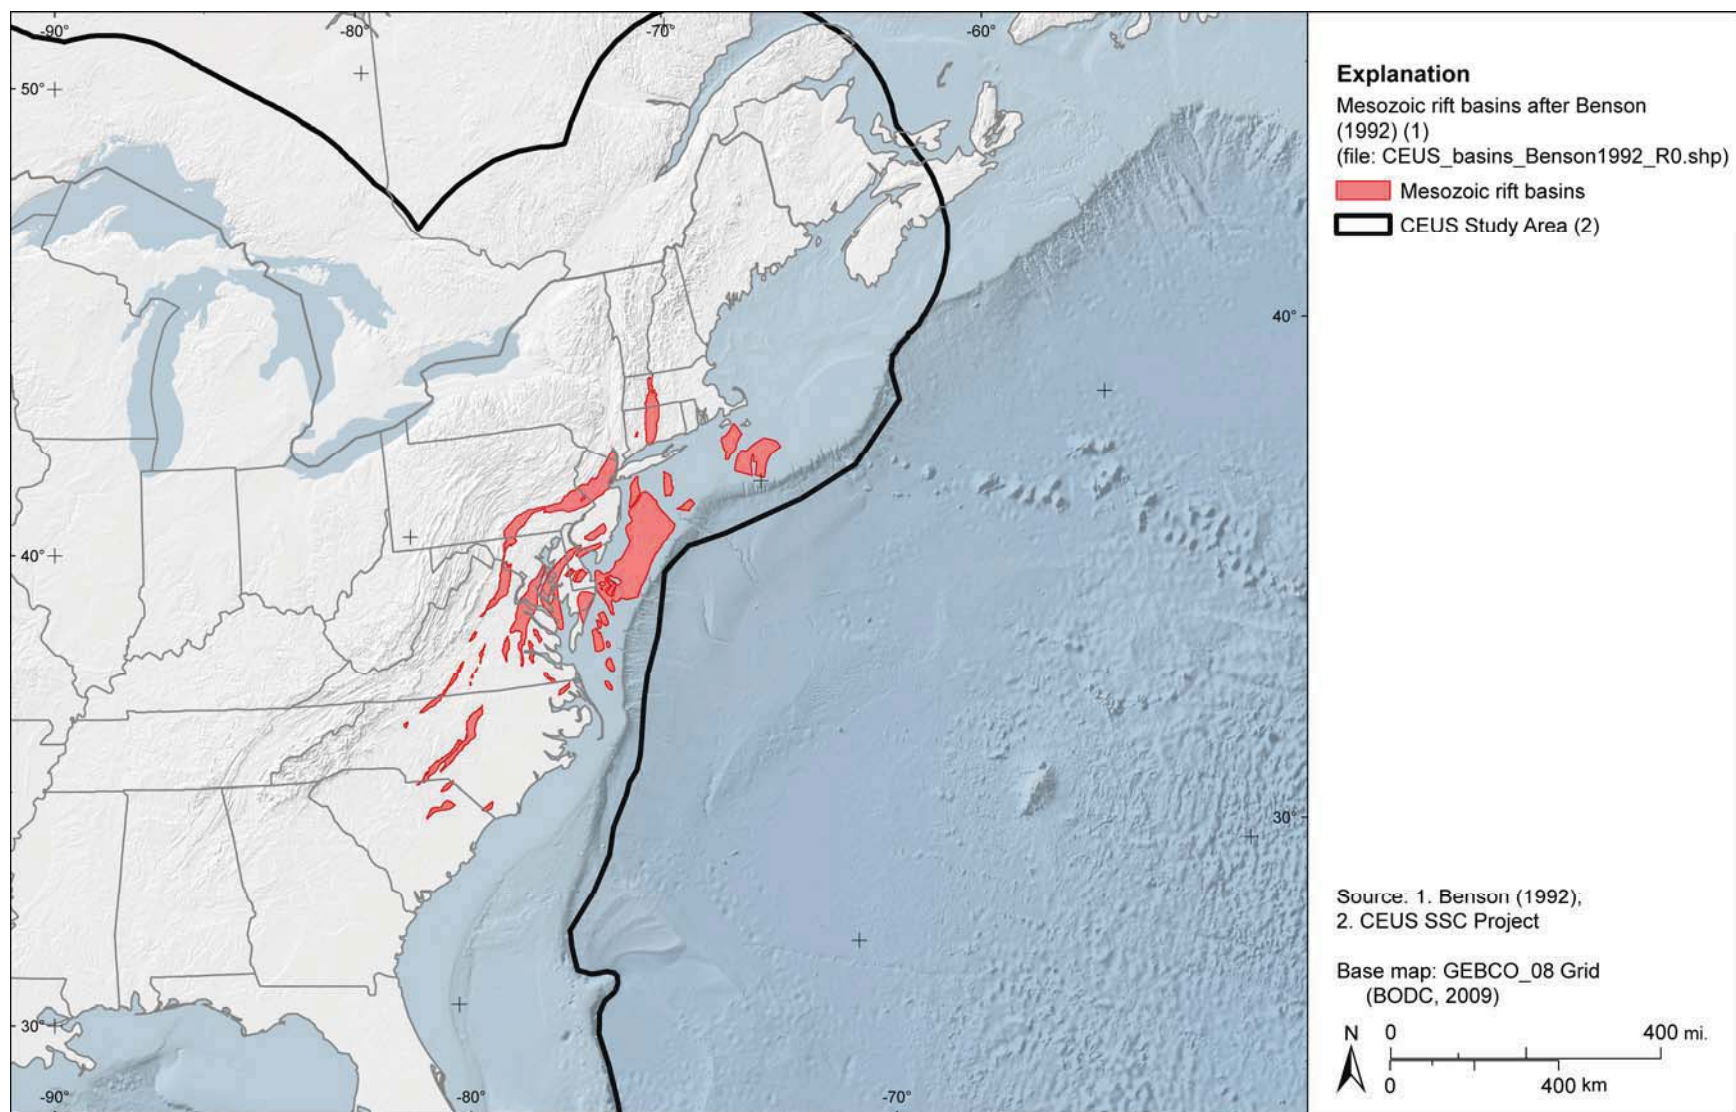 -90° -80° -70° -60°
50°
40°
40°
30°
30°
-90° -80° -70°
Explanation
Mesozoic rift basins after Benson
(1992) (1)
(file: CEUS_basins_Benson1992_R0.shp)
Mesozoic rift basins
CEUS Study Area (2)
Source: 1. Benson (1992),
2. CEUS SSC Project
Base map: GEBCO_08 Grid
(BODC, 2009)
N 0 400 mi.
0 400 km